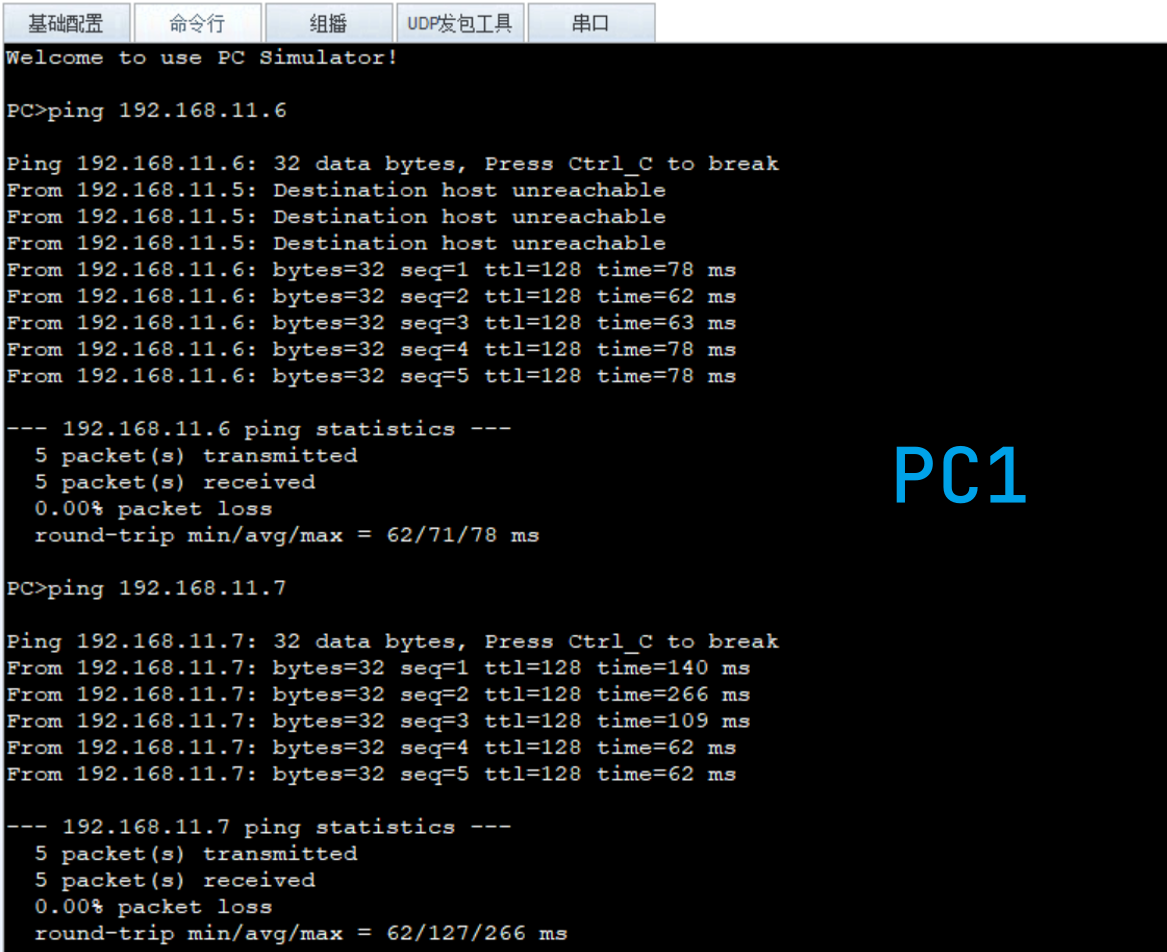 基础配置 命令行 组播 UDP发包工具 串口
Welcome to use PC Simulator!
PC>ping 192.168.11.6
Ping 192.168.11.6: 32 data bytes, Press Ctrl_C to break
From 192.168.11.5: Destination host unreachable
From 192.168.11.5: Destination host unreachable
From 192.168.11.5: Destination host unreachable
From 192.168.11.6: bytes=32 seq=1 ttl=128 time=78 ms
From 192.168.11.6: bytes=32 seq=2 ttl=128 time=62 ms
From 192.168.11.6: bytes=32 seq=3 ttl=128 time=63 ms
From 192.168.11.6: bytes=32 seq=4 ttl=128 time=78 ms
From 192.168.11.6: bytes=32 seq=5 ttl=128 time=78 ms
--- 192.168.11.6 ping statistics ---
5 packet(s) transmitted
5 packet(s) received
0.00% packet loss
round-trip min/avg/max = 62/71/78 ms
PC1
PC>ping 192.168.11.7
Ping 192.168.11.7: 32 data bytes, Press Ctrl_C to break
From 192.168.11.7: bytes=32 seq=1 ttl=128 time=140 ms
From 192.168.11.7: bytes=32 seq=2 ttl=128 time=266 ms
From 192.168.11.7: bytes=32 seq=3 ttl=128 time=109 ms
From 192.168.11.7: bytes=32 seq=4 ttl=128 time=62 ms
From 192.168.11.7: bytes=32 seq=5 ttl=128 time=62 ms
--- 192.168.11.7 ping statistics ---
5 packet(s) transmitted
5 packet(s) received
0.00% packet loss
round-trip min/avg/max = 62/127/266 ms